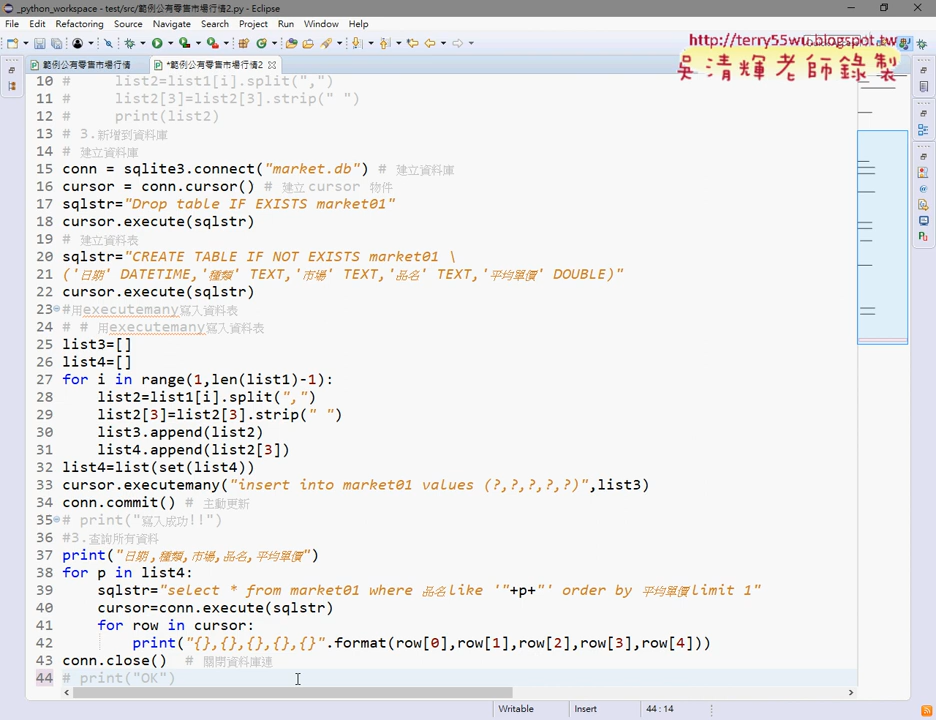 _python_workspace - test/src/範例公有零售市場行情2.py - Eclipse
File Edit Refactoring Source Navigate Search Project Run Window Help
http://terry55wu.blogspot.tw
吳清輝老師錄製
範例公有零售市場行情 *範例公有零售市場行情2
10 #     list2=list1[i].split(",")
11 #     list2[3]=list2[3].strip(" ")
12 #     print(list2)
13 # 3.新增到資料庫
14 # 建立資料庫
15 conn = sqlite3.connect("market.db") # 建立資料庫
16 cursor = conn.cursor() # 建立 cursor 物件
17 sqlstr="Drop table IF EXISTS market01"
18 cursor.execute(sqlstr)
19 # 建立資料表
20 sqlstr="CREATE TABLE IF NOT EXISTS market01 \
21 ('日期' DATETIME,'種類' TEXT,'市場' TEXT,'品名' TEXT,'平均單價' DOUBLE)"
22 cursor.execute(sqlstr)
23 #用executemany寫入資料表
24 # # 用executemany寫入資料表
25 list3=[]
26 list4=[]
27 for i in range(1,len(list1)-1):
28     list2=list1[i].split(",")
29     list2[3]=list2[3].strip(" ")
30     list3.append(list2)
31     list4.append(list2[3])
32 list4=list(set(list4))
33 cursor.executemany("insert into market01 values (?,?,?,?,?)",list3)
34 conn.commit() # 主動更新
35 # print("寫入成功!!")
36 #3.查詢所有資料
37 print("日期,種類,市場,品名,平均單價")
38 for p in list4:
39     sqlstr="select * from market01 where 品名 like '"+p+"' order by 平均單價 limit 1"
40     cursor=conn.execute(sqlstr)
41     for row in cursor:
42         print("{},{},{},{},{}".format(row[0],row[1],row[2],row[3],row[4]))
43 conn.close()  # 關閉資料庫連
44 # print("OK")
Writable Insert 44 : 14